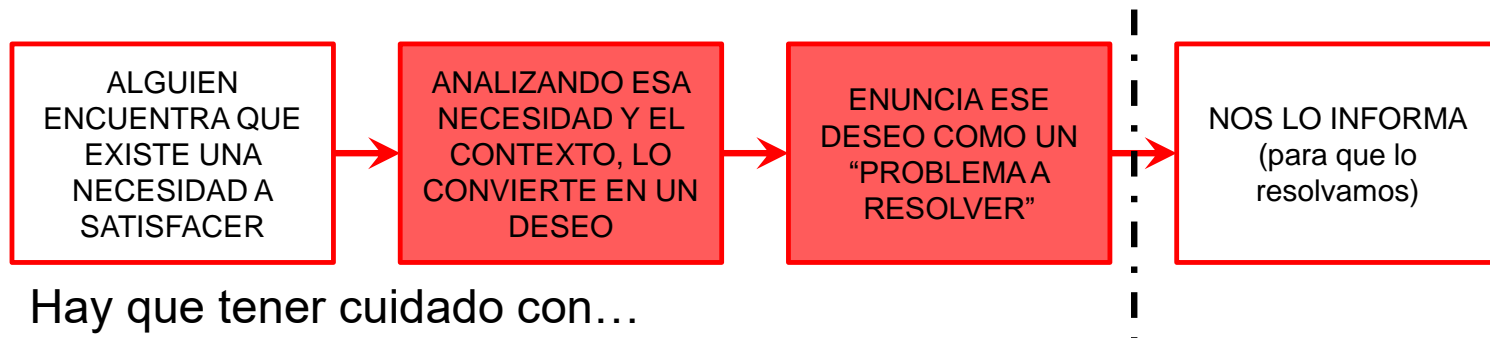 ALGUIEN
ENCUENTRA QUE
EXISTE UNA
NECESIDAD A
SATISFACER
ANALIZANDO ESA
NECESIDAD Y EL
CONTEXTO, LO
CONVIERTE EN UN
DESEO
ENUNCIA ESE
DESEO COMO UN
“PROBLEMA A
RESOLVER”
NOS LO INFORMA
(para que lo
resolvamos)
Hay que tener cuidado con…